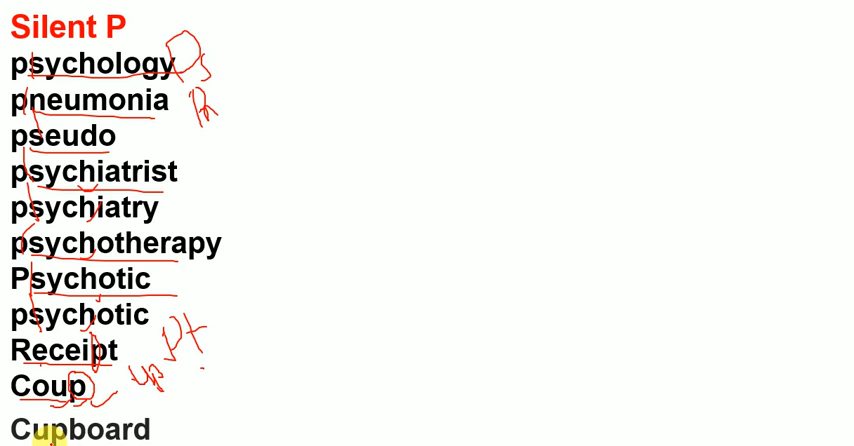 Silent P
psychology
pneumonia
pseudo
psychiatrist
psychiatry
psychotherapy
Psychotic
psychotic
Receipt
Coup
Cupboard